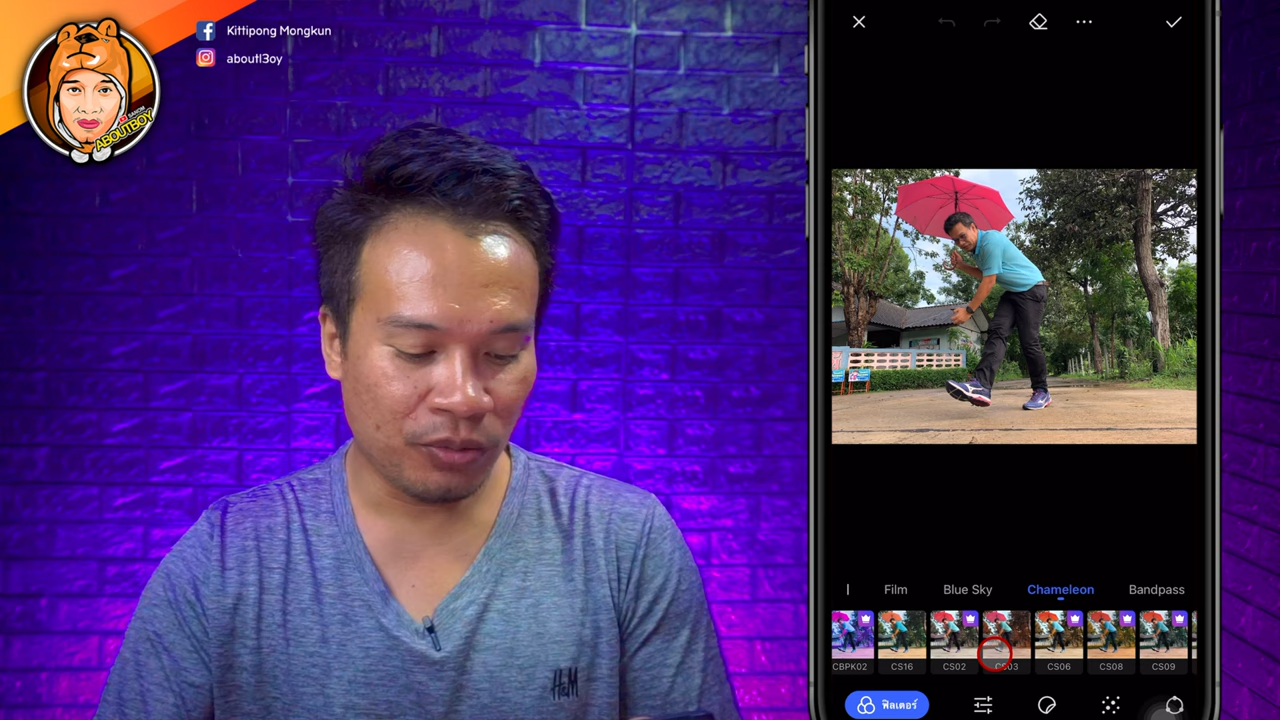 Kittipong Mongkun
aboutl3oy
ABOUTBOY
H&M
Film
Blue Sky
Chameleon
Bandpass
CBPK02
CS16
CS02
CS03
CS06
CS08
CS09
ฟิลเตอร์